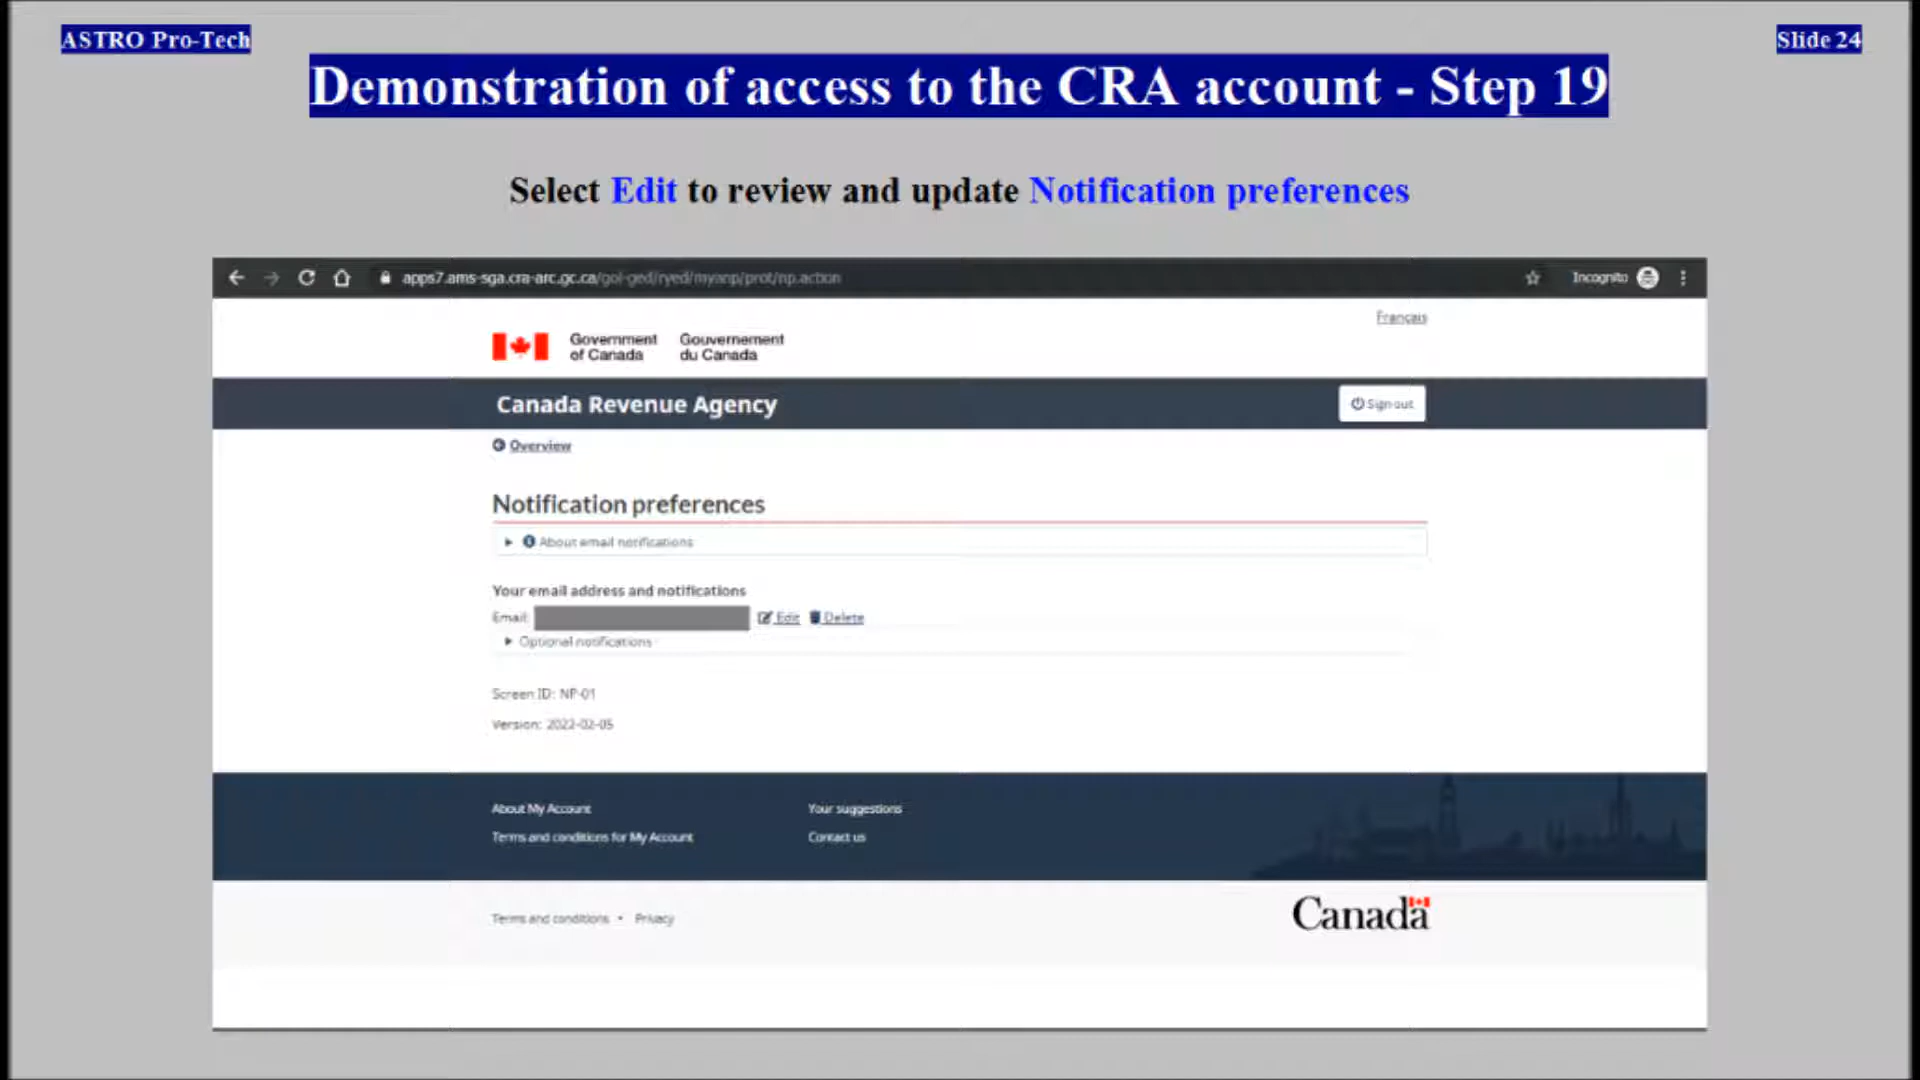 ASTRO Pro-Tech
Slide 24
Demonstration of access to the CRA account - Step 19
Select Edit to review and update Notification preferences
apps7.ams-sga.cra-arc.gc.ca/gol-ged/ryed/myanp/prot/np.action
Incognito
Français
Government of Canada
Gouvernement du Canada
Canada Revenue Agency
Sign out
Overview
Notification preferences
About email notifications
Your email address and notifications
Email: Edit Delete
Optional notifications
Screen ID: NP-01
Version: 2022-02-05
About My Account
Your suggestions
Terms and conditions for My Account
Contact us
Terms and conditions • Privacy
Canada